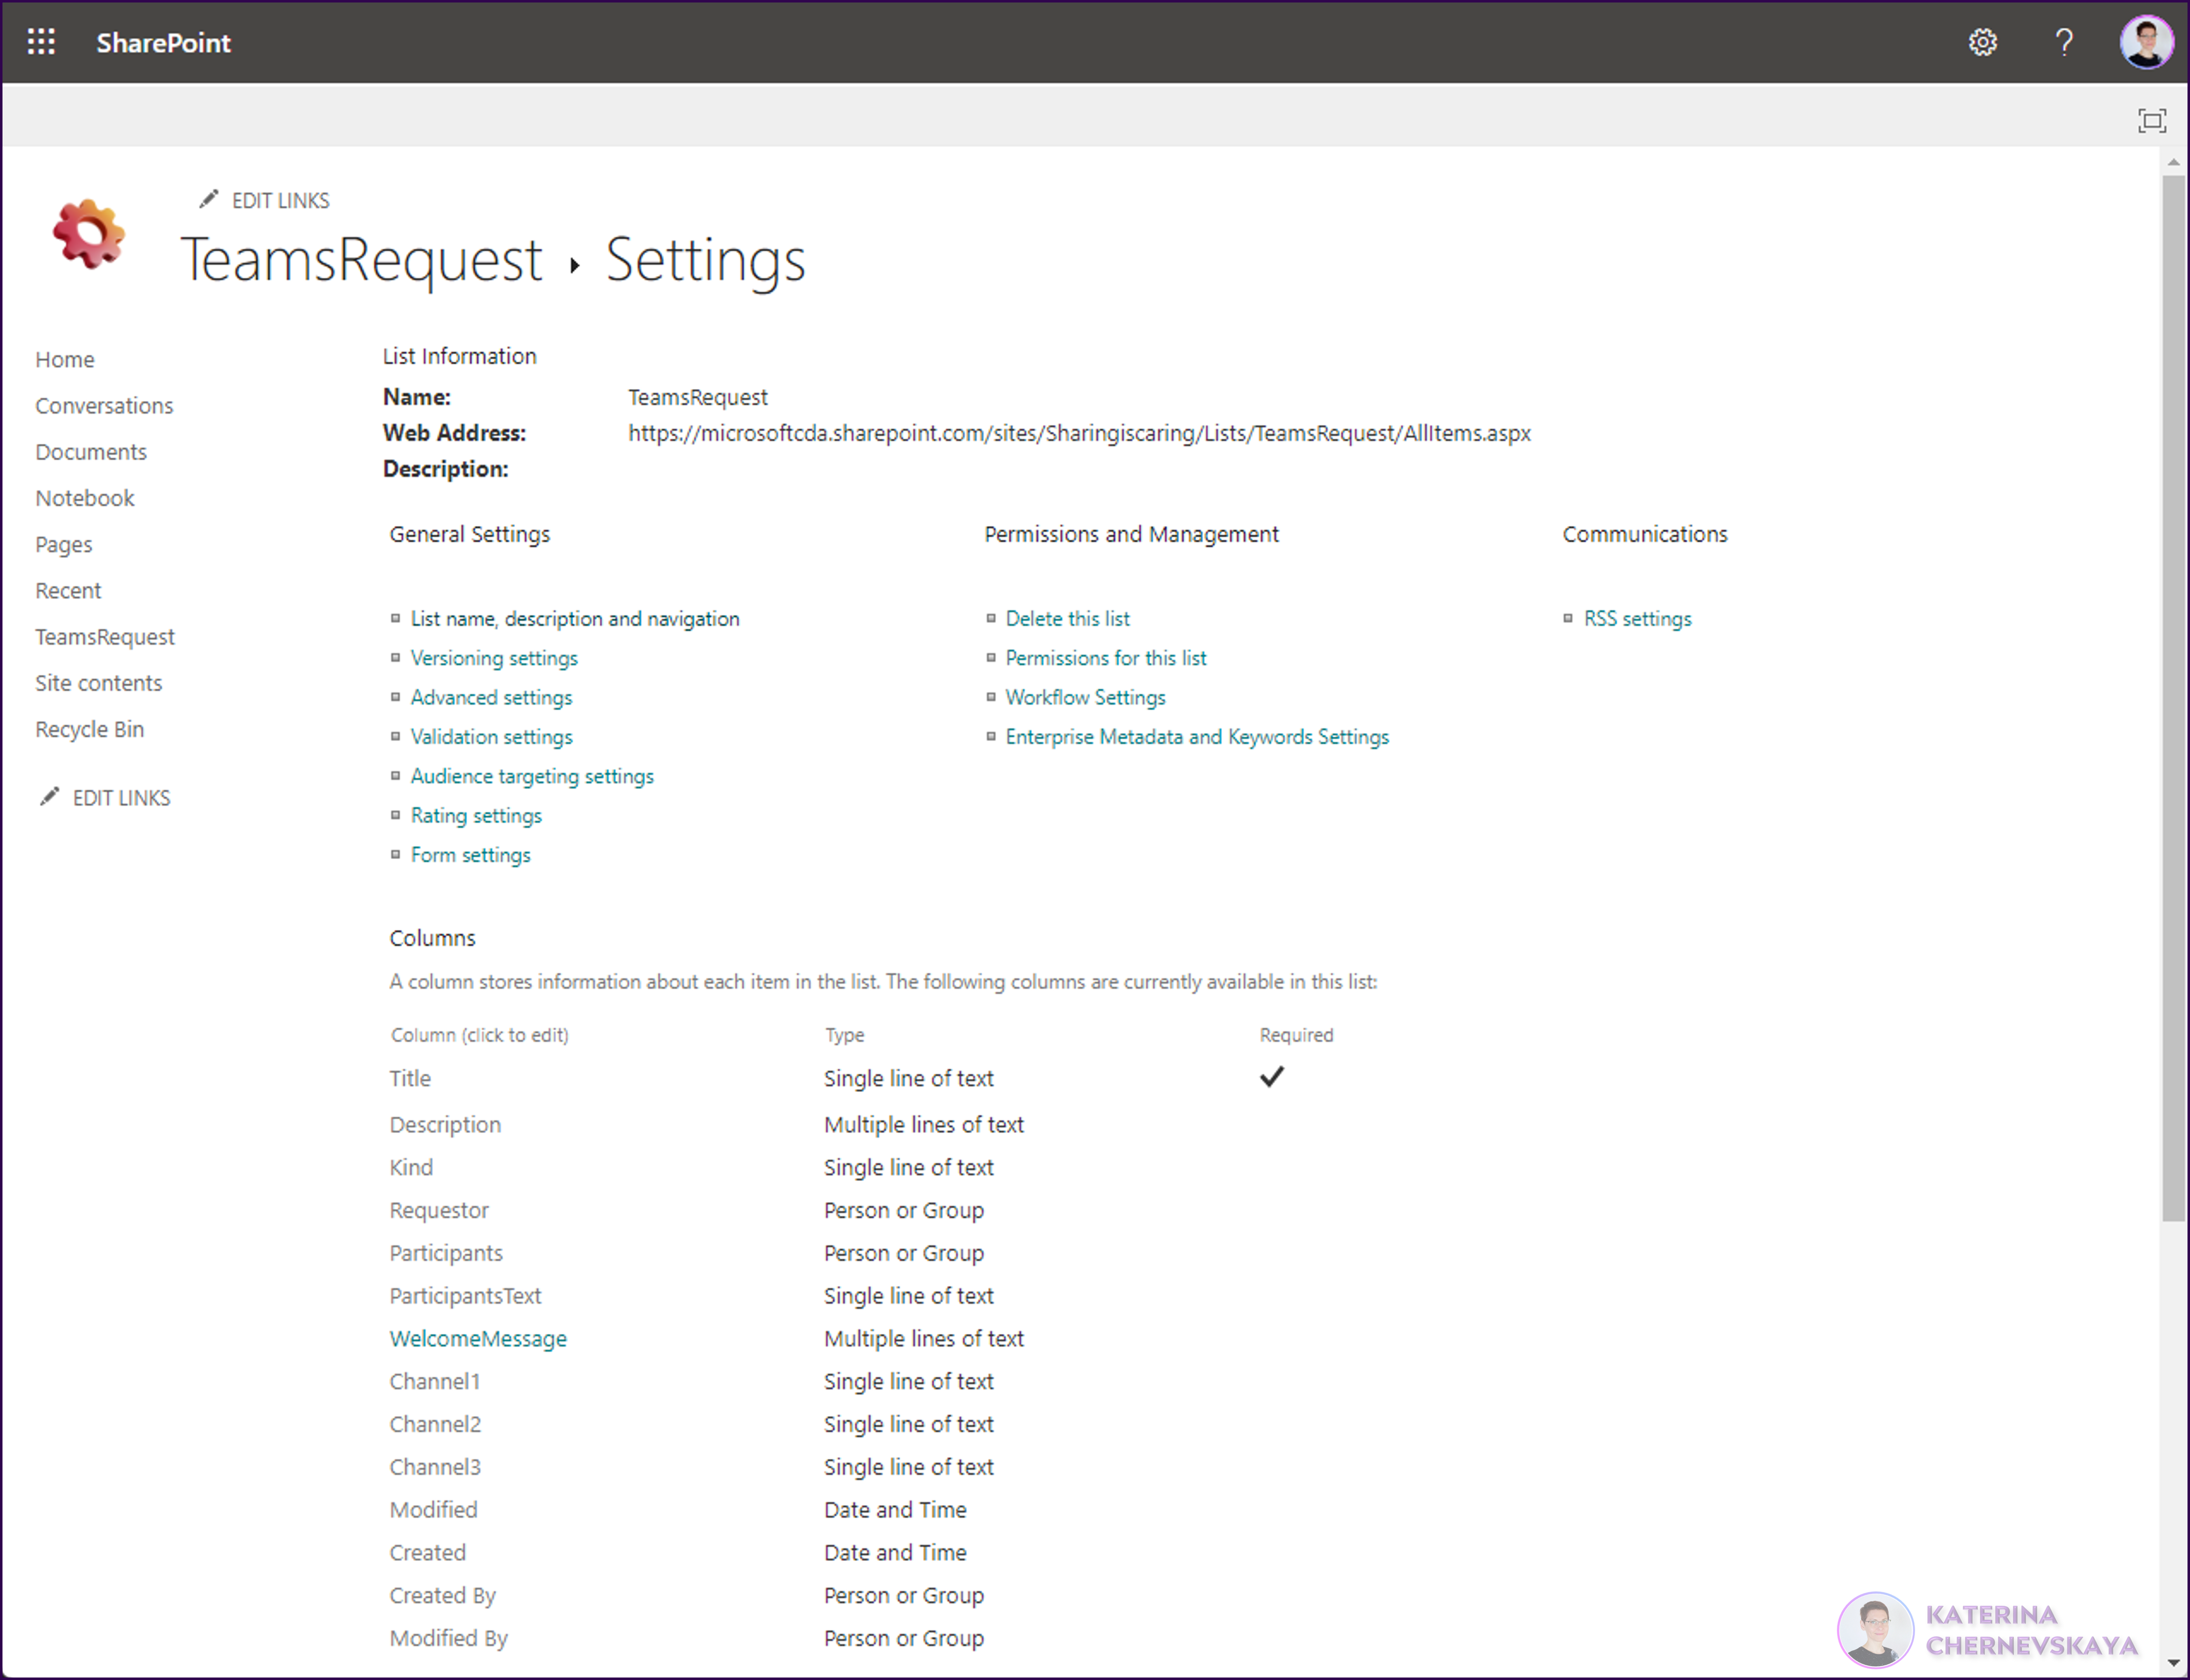 SharePoint
?
EDIT LINKS
TeamsRequest ▸ Settings
Home
Conversations
Documents
Notebook
Pages
Recent
TeamsRequest
Site contents
Recycle Bin
EDIT LINKS
List Information
Name: TeamsRequest
Web Address: https://microsoftcda.sharepoint.com/sites/Sharingiscaring/Lists/TeamsRequest/AllItems.aspx
Description:
General Settings
List name, description and navigation
Versioning settings
Advanced settings
Validation settings
Audience targeting settings
Rating settings
Form settings
Permissions and Management
Delete this list
Permissions for this list
Workflow Settings
Enterprise Metadata and Keywords Settings
Communications
RSS settings
Columns
A column stores information about each item in the list. The following columns are currently available in this list:
Column (click to edit) Type Required
Title Single line of text ✓
Description Multiple lines of text
Kind Single line of text
Requestor Person or Group
Participants Person or Group
ParticipantsText Single line of text
WelcomeMessage Multiple lines of text
Channel1 Single line of text
Channel2 Single line of text
Channel3 Single line of text
Modified Date and Time
Created Date and Time
Created By Person or Group
Modified By Person or Group
KATERINA
CHERNEVSKAYA